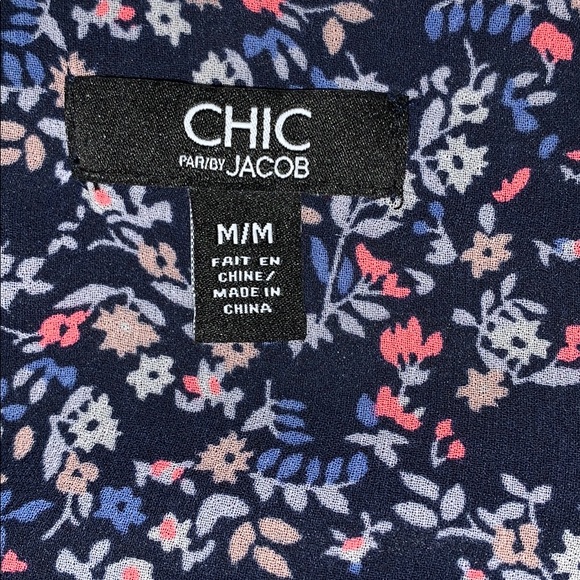 CHIC
PAR/BY JACOB
M/M
FAIT EN
CHINE/
MADE IN
CHINA